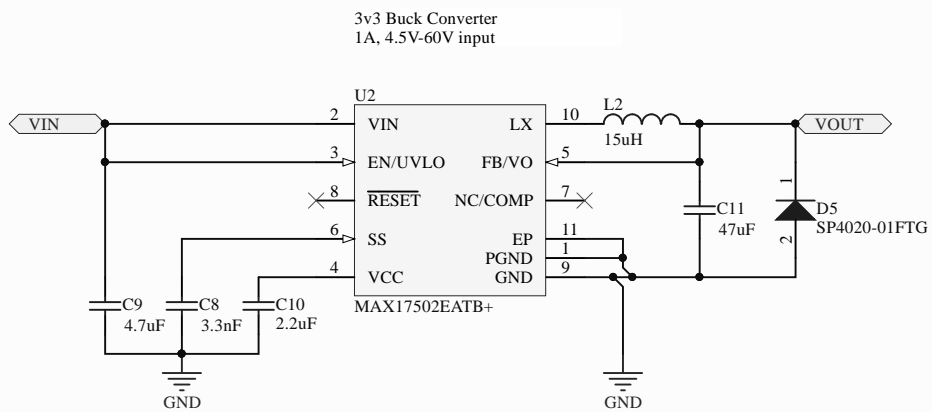 3v3 Buck Converter
1A, 4.5V-60V input
U2
VIN
2
VIN
LX
10
L2
15uH
VOUT
3
EN/UVLO
FB/VO
5
8
RESET
NC/COMP
7
1
C11
47uF
D5
SP4020-01FTG
2
6
SS
EP
11
PGND
1
4
VCC
GND
9
MAX17502EATB+
C9
4.7uF
C8
3.3nF
C10
2.2uF
GND
GND